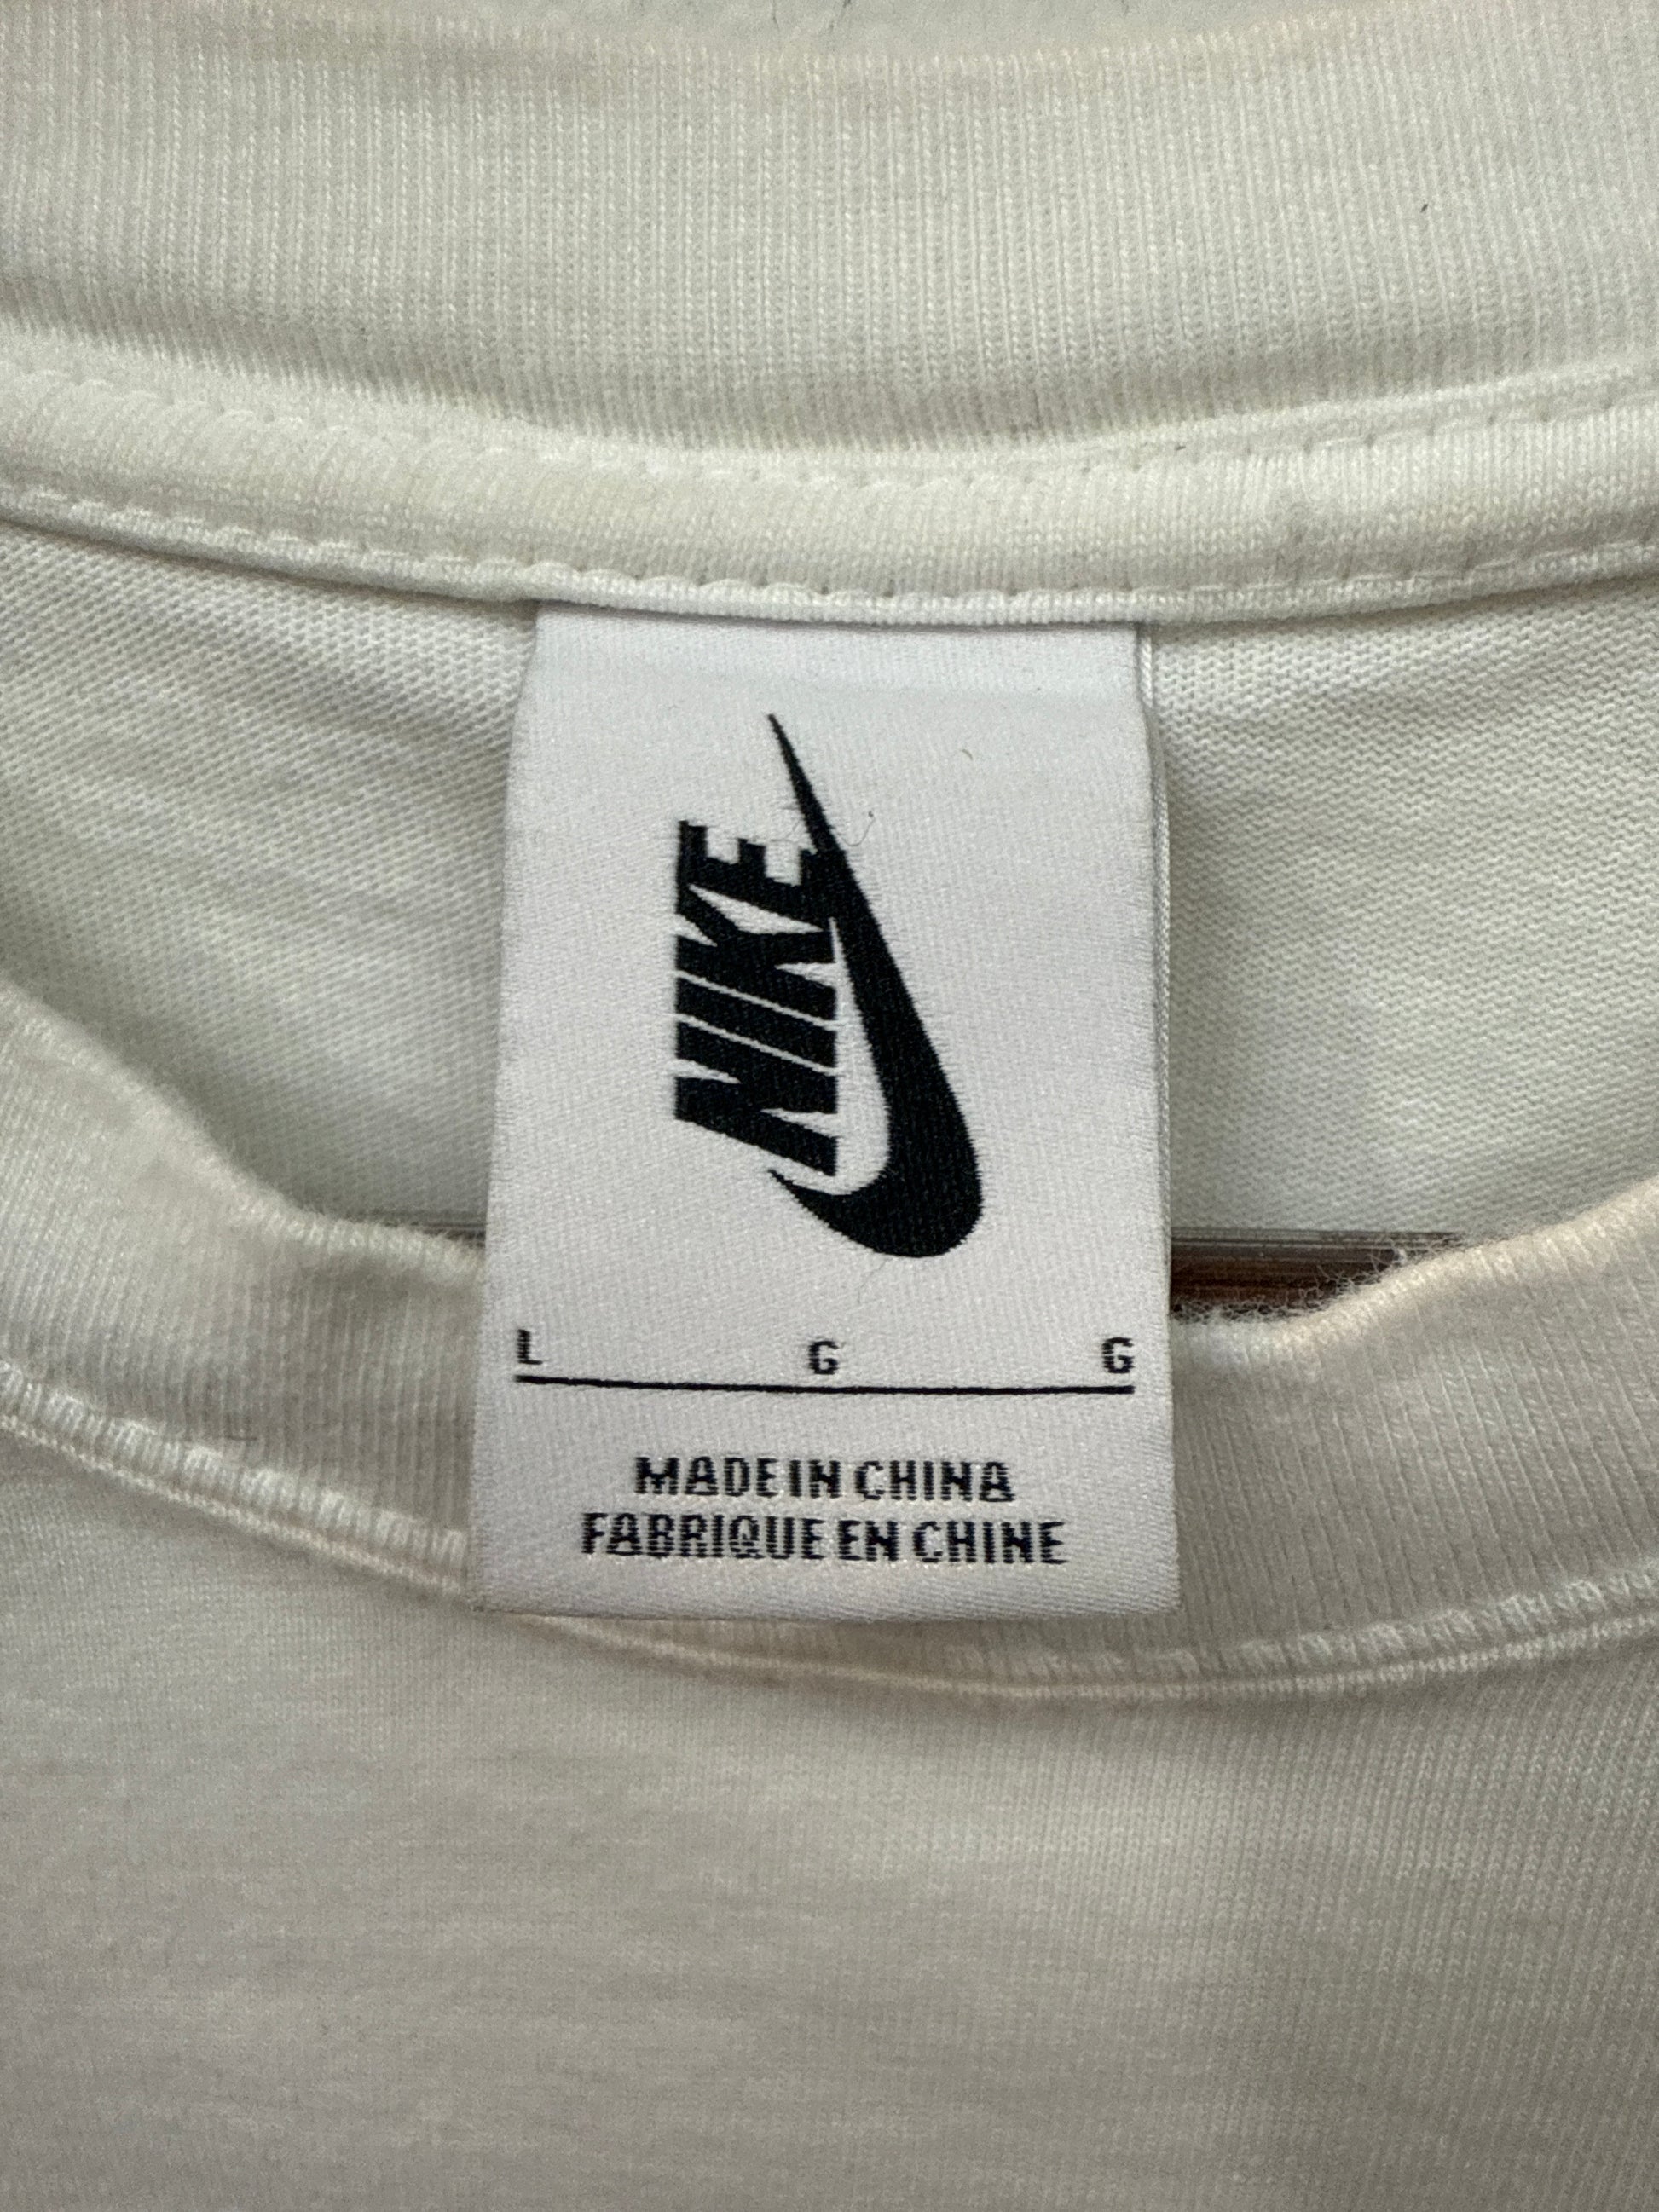 NIKE
L G G
MADE IN CHINA
FABRIQUE EN CHINE